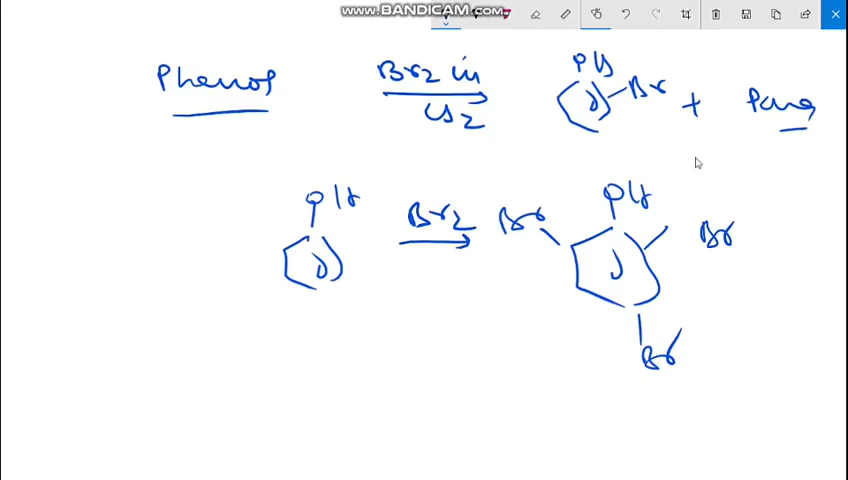 www.BANDICAM.com
Phenol Br2 in CS2 OH Br + Para
OH Br2 Br OH Br
Br